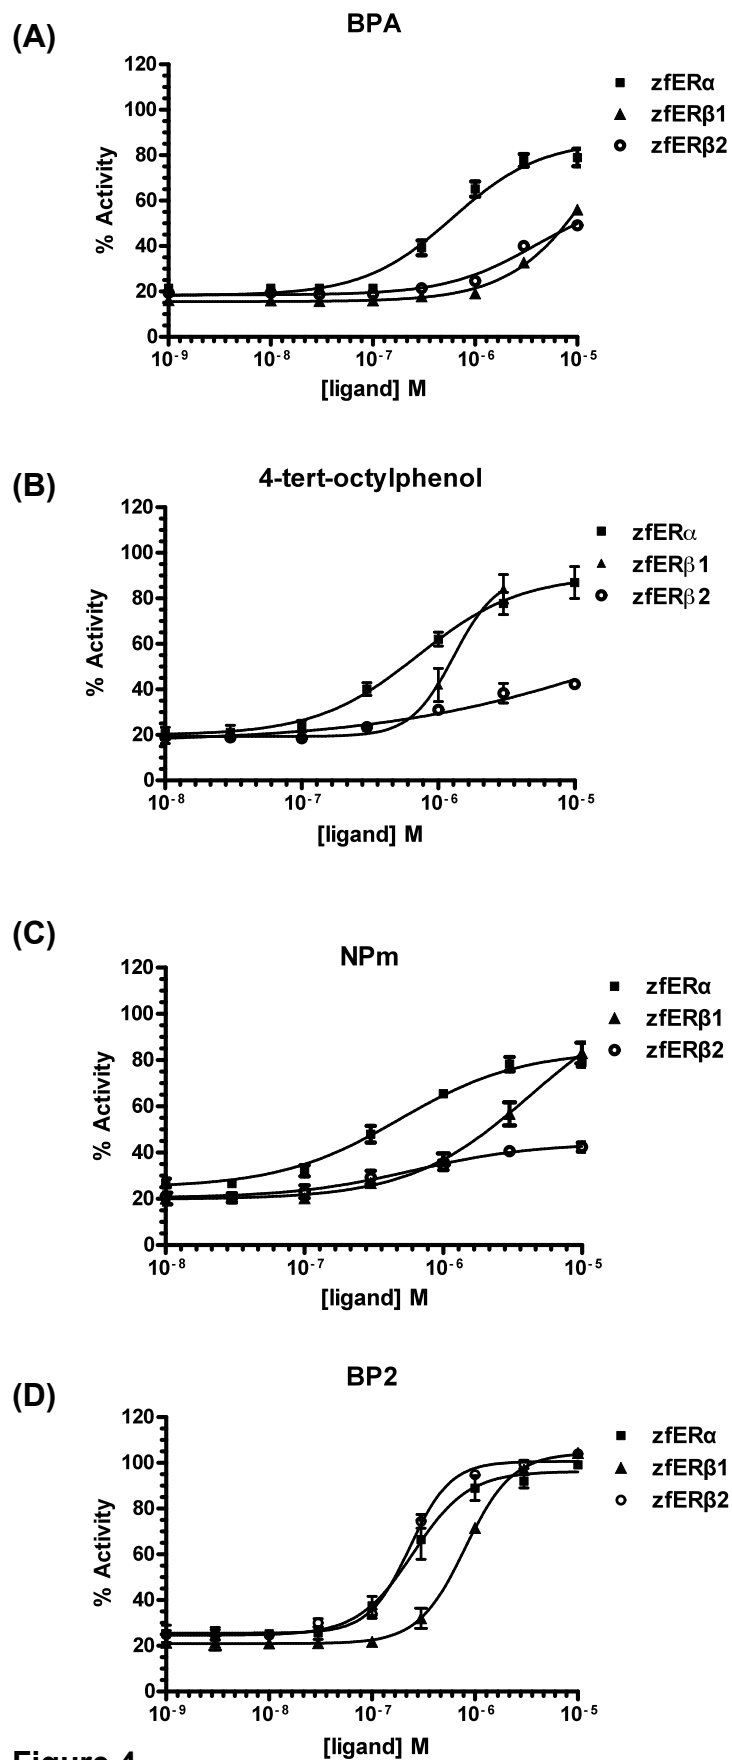 (A)
BPA
120
100
80
60
40
20
0
% Activity
10-9
10-8
10-7
10-6
10-5
[ligand] M
zfERα
zfERβ1
zfERβ2
(B)
4-tert-octylphenol
120
100
80
60
40
20
0
% Activity
10-8
10-7
10-6
10-5
[ligand] M
zfERα
zfERβ1
zfERβ2
(C)
NPm
120
100
80
60
40
20
0
% Activity
10-8
10-7
10-6
10-5
[ligand] M
zfERα
zfERβ1
zfERβ2
(D)
BP2
120
100
80
60
40
20
0
% Activity
10-9
10-8
10-7
10-6
10-5
[ligand] M
zfERα
zfERβ1
zfERβ2
Figure 4